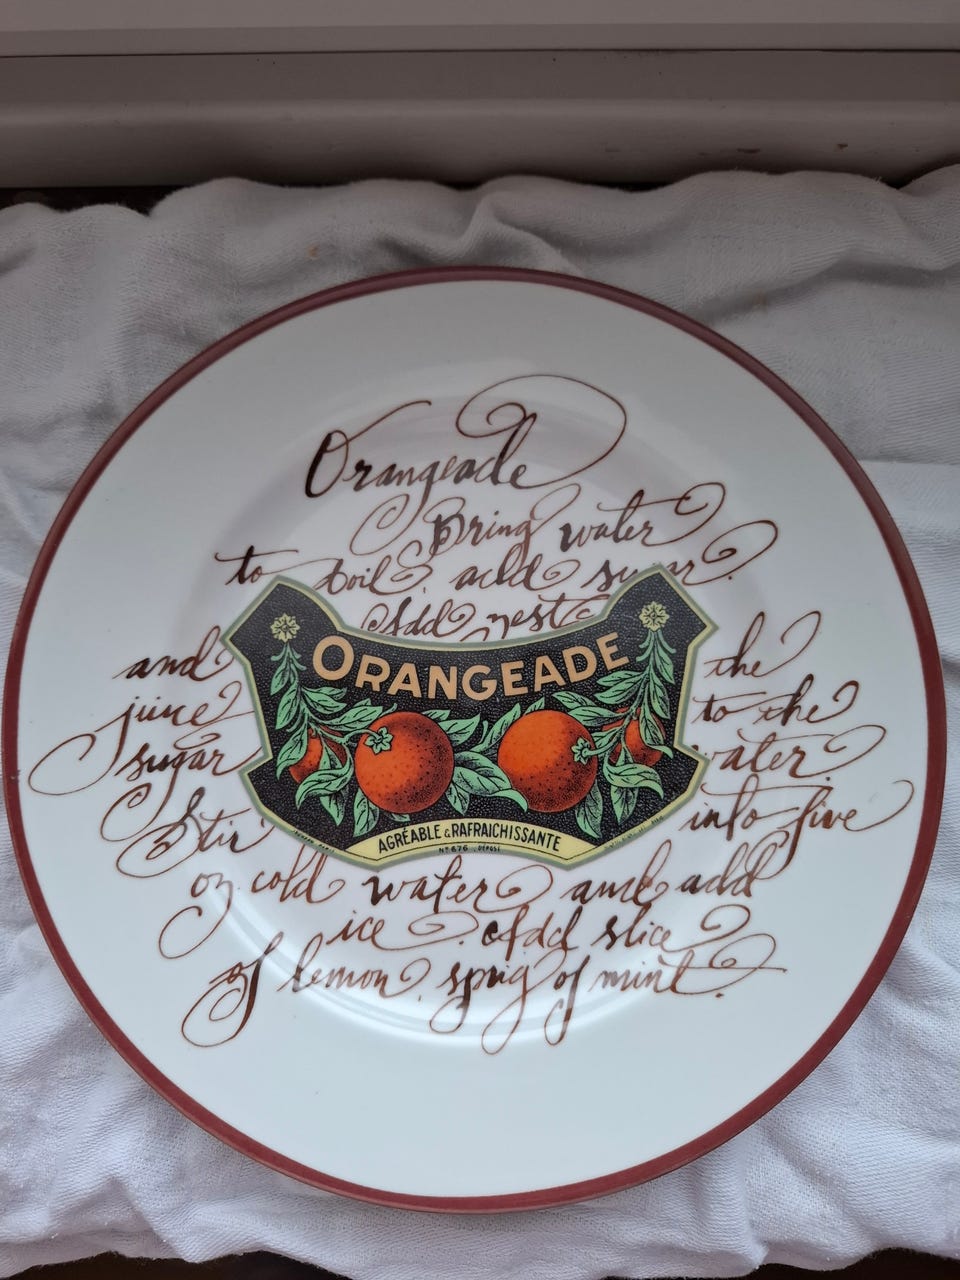 Orangeade
Bring water
to boil, add sugar.
Add zest
and the
juice to the
sugar water
Stir into five
oz cold water and add
ice. Add slice
of lemon, sprig of mint.
ORANGEADE
AGRÉABLE & RAFRAICHISSANTE
No 676 . DÉPOSÉ